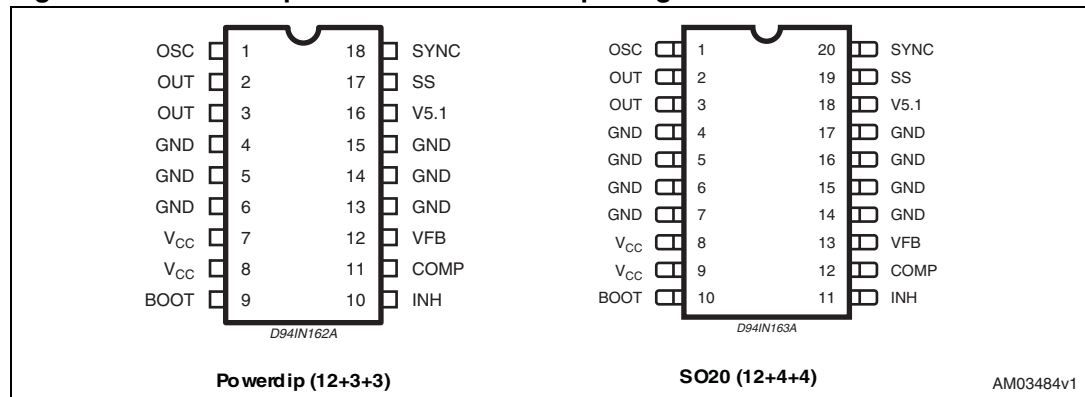 OSC 1 18 SYNC
OUT 2 17 SS
OUT 3 16 V5.1
GND 4 15 GND
GND 5 14 GND
GND 6 13 GND
VCC 7 12 VFB
VCC 8 11 COMP
BOOT 9 10 INH
D94IN162A
Powerdip (12+3+3)
OSC 1 20 SYNC
OUT 2 19 SS
OUT 3 18 V5.1
GND 4 17 GND
GND 5 16 GND
GND 6 15 GND
GND 7 14 GND
VCC 8 13 VFB
VCC 9 12 COMP
BOOT 10 11 INH
D94IN163A
SO20 (12+4+4)
AM03484v1